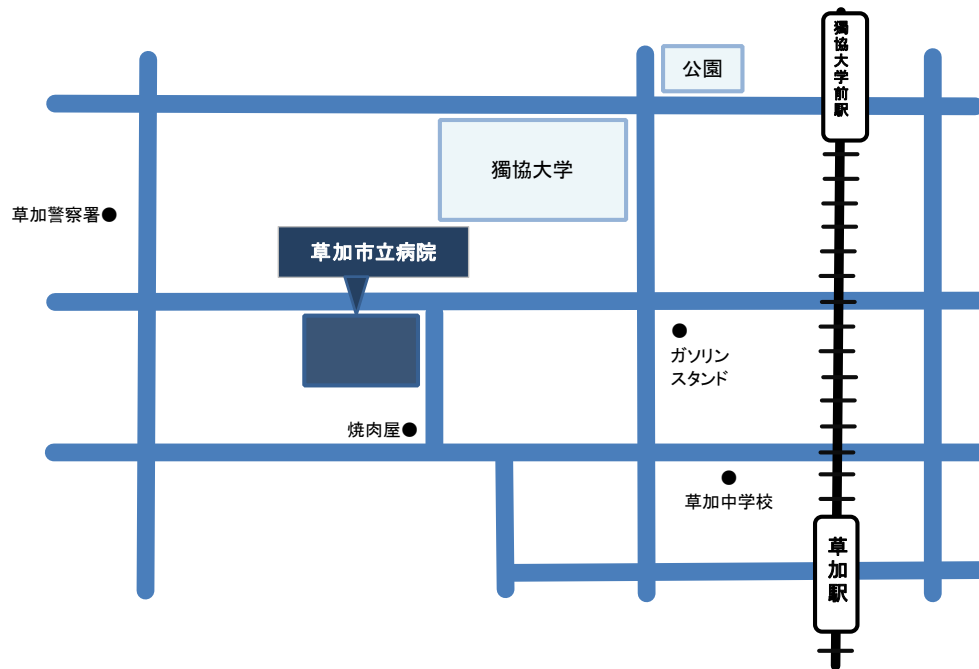 獨協大学前駅
公園
獨協大学
草加警察署●
草加市立病院
ガソリン
スタンド
焼肉屋●
草加中学校
草加駅